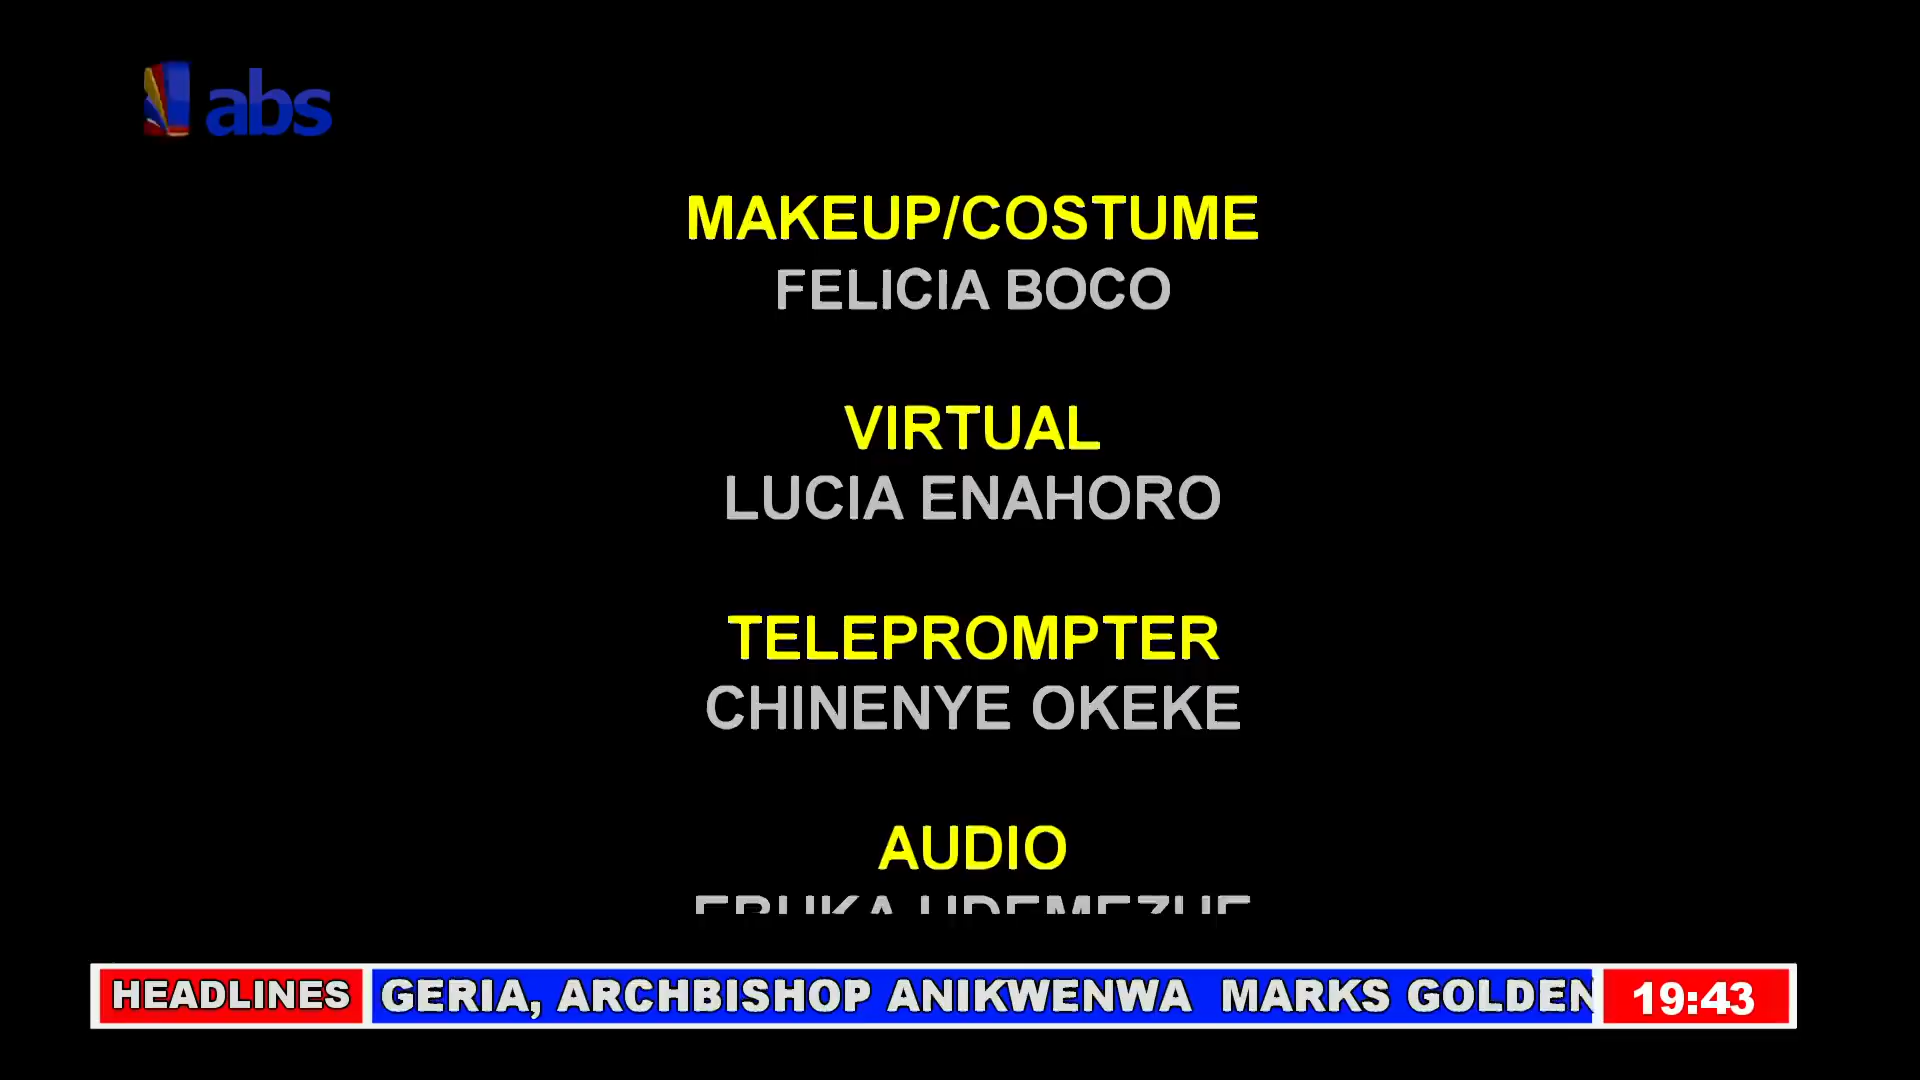 abs
MAKEUP/COSTUME
FELICIA BOCO
VIRTUAL
LUCIA ENAHORO
TELEPROMPTER
CHINENYE OKEKE
AUDIO
HEADLINES GERIA, ARCHBISHOP ANIKWENWA MARKS GOLDEN 19:43